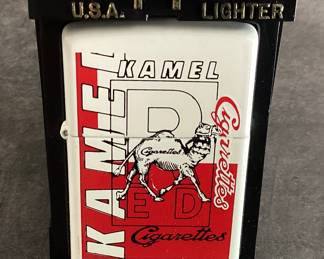 U.S.A. LIGHTER
KAMEL
KAMEL
RED
Cigarettes
Cigarettes
Cigarettes